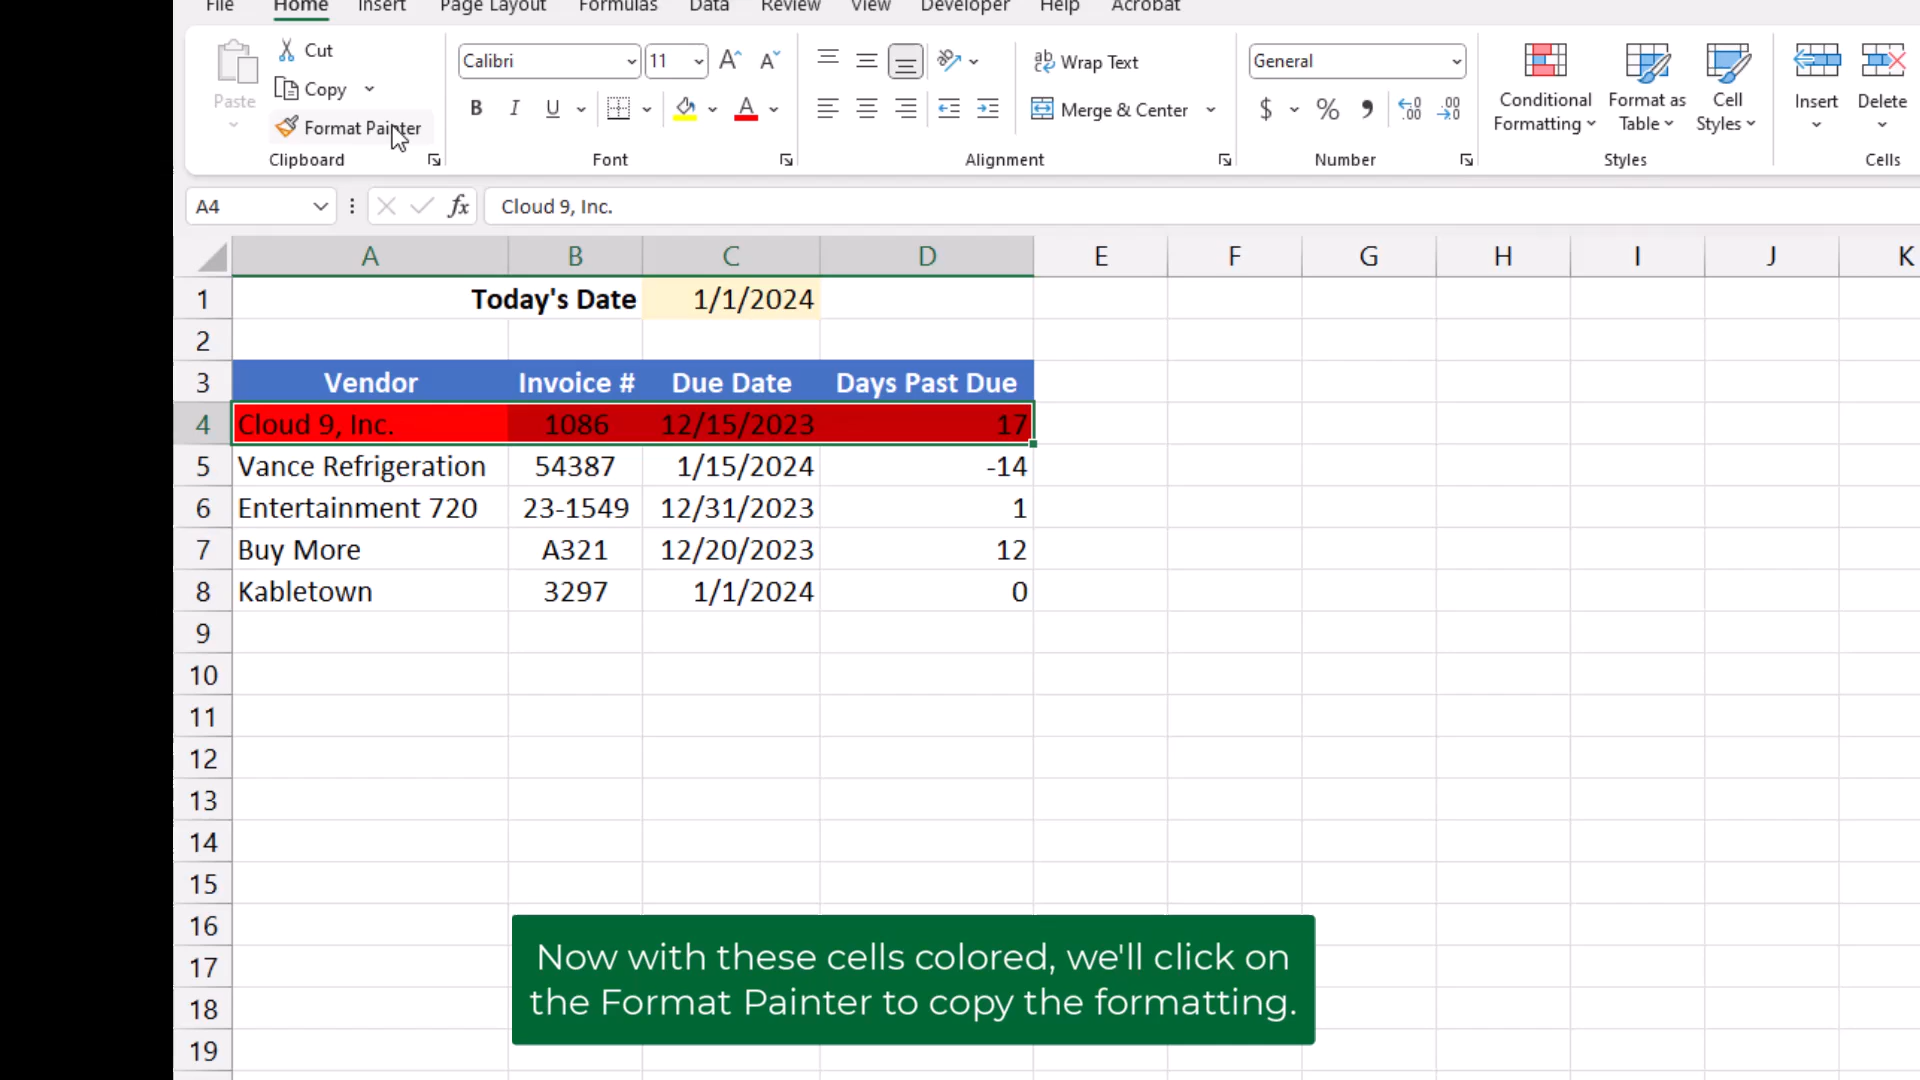 File Home Insert Page Layout Formulas Data Review View Developer Help Acrobat
Paste
Cut
Copy
Format Painter
Clipboard
Calibri 11
B I U
Font
Wrap Text
Merge & Center
Alignment
General
$ %
Number
Conditional Formatting
Format as Table
Cell Styles
Styles
Insert
Delete
Cells
A4 fx Cloud 9, Inc.
A B C D E F G H I J K
1 Today's Date 1/1/2024
2
3 Vendor Invoice # Due Date Days Past Due
4 Cloud 9, Inc. 1086 12/15/2023 17
5 Vance Refrigeration 54387 1/15/2024 -14
6 Entertainment 720 23-1549 12/31/2023 1
7 Buy More A321 12/20/2023 12
8 Kabletown 3297 1/1/2024 0
9
10
11
12
13
14
15
16
17
18
19
Now with these cells colored, we'll click on
the Format Painter to copy the formatting.